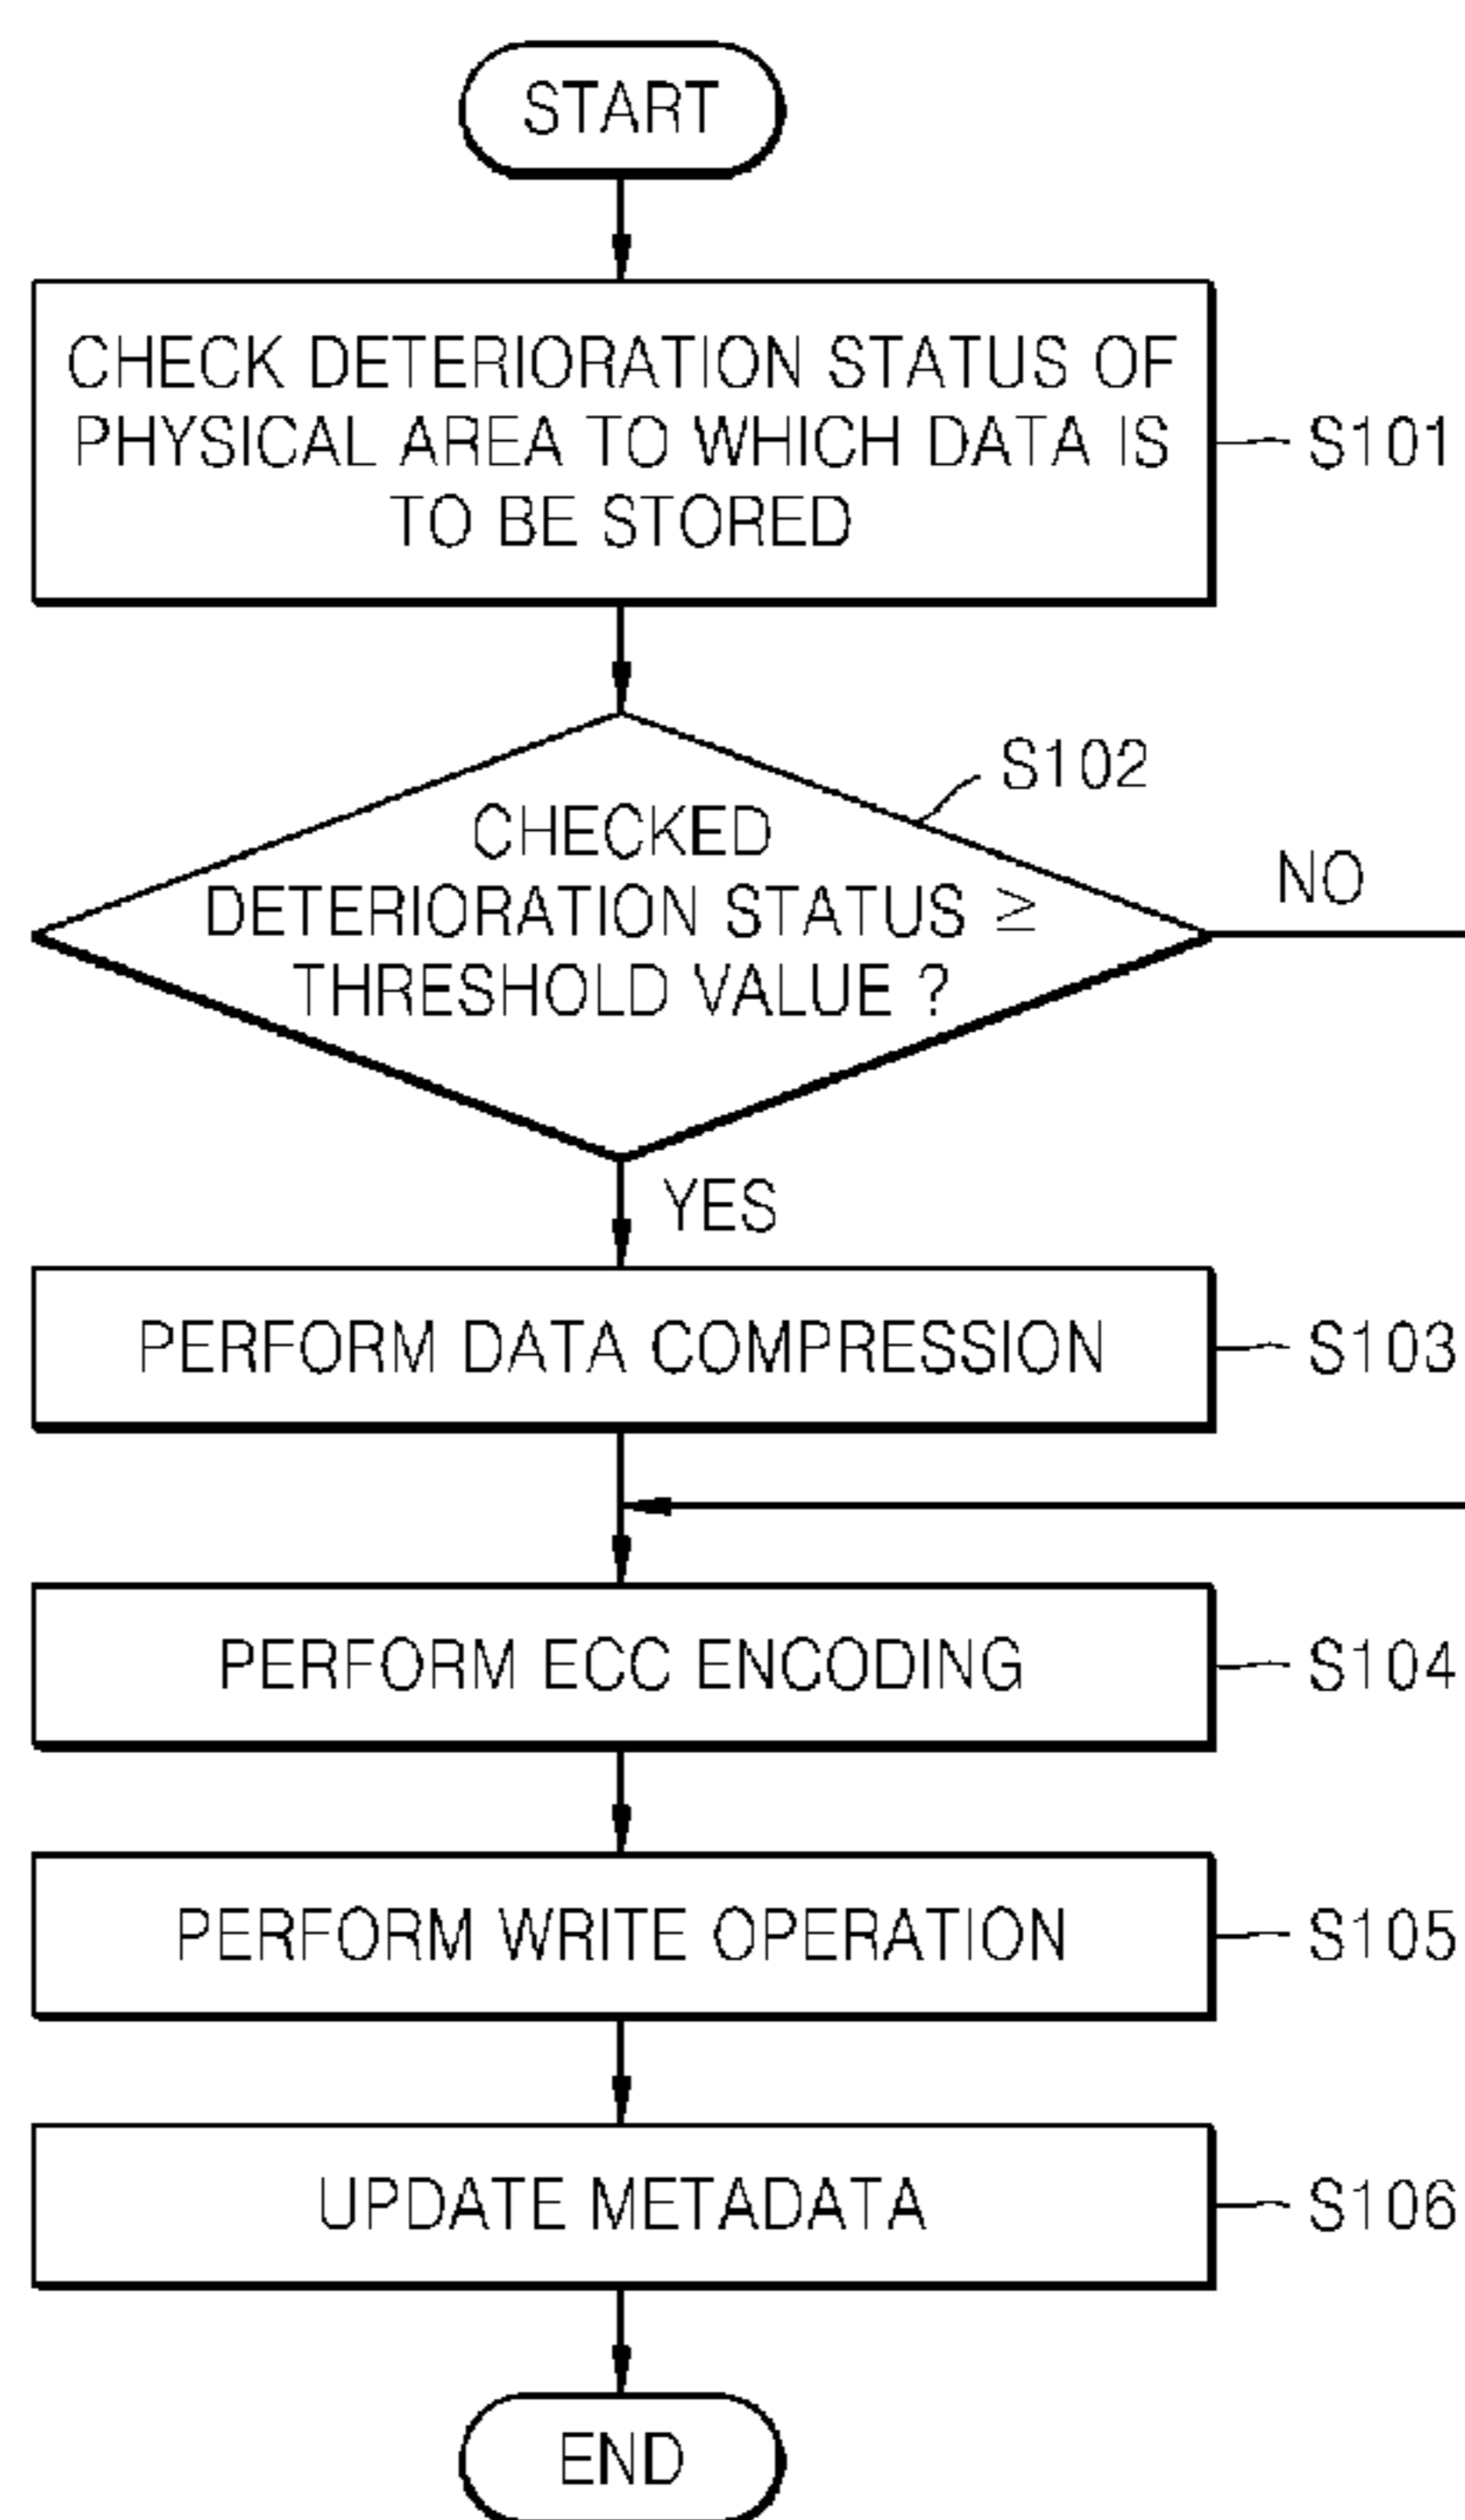 START
CHECK DETERIORATION STATUS OF
PHYSICAL AREA TO WHICH DATA IS
TO BE STORED
S101
S102
CHECKED
DETERIORATION STATUS ≥
THRESHOLD VALUE ?
NO
YES
PERFORM DATA COMPRESSION
S103
PERFORM ECC ENCODING
S104
PERFORM WRITE OPERATION
S105
UPDATE METADATA
S106
END